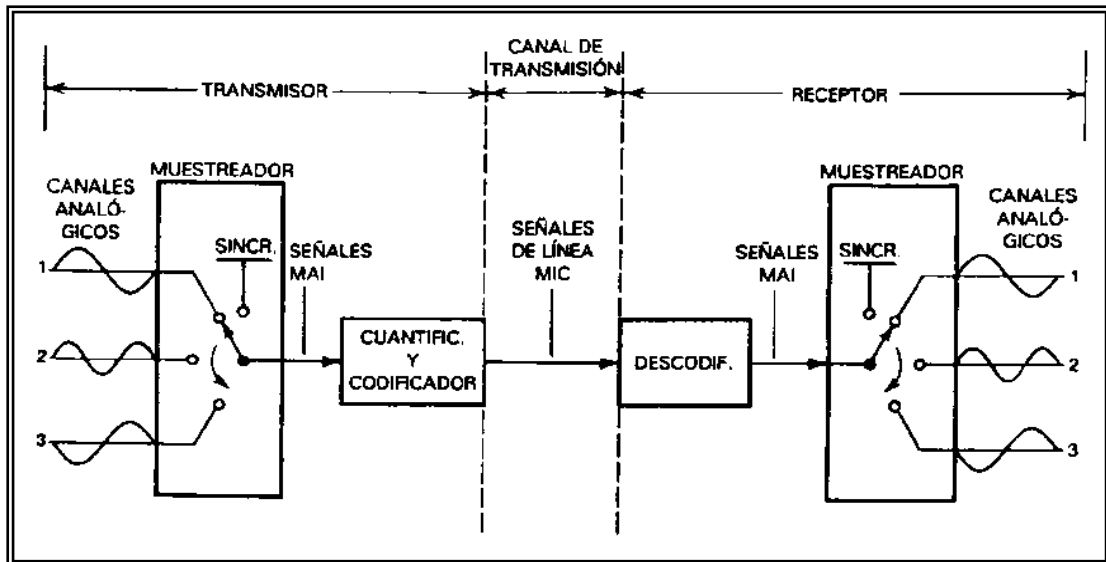 CANAL DE
TRANSMISIÓN
TRANSMISOR
RECEPTOR
MUESTREADOR
CANALES
ANALÓ-
GICOS
SINCR.
SEÑALES
MAI
1
2
3
CUANTIFIC.
Y
CODIFICADOR
SEÑALES
DE LÍNEA
MIC
DESCODIF.
SEÑALES
MAI
MUESTREADOR
SINCR.
CANALES
ANALÓ-
GICOS
1
2
3